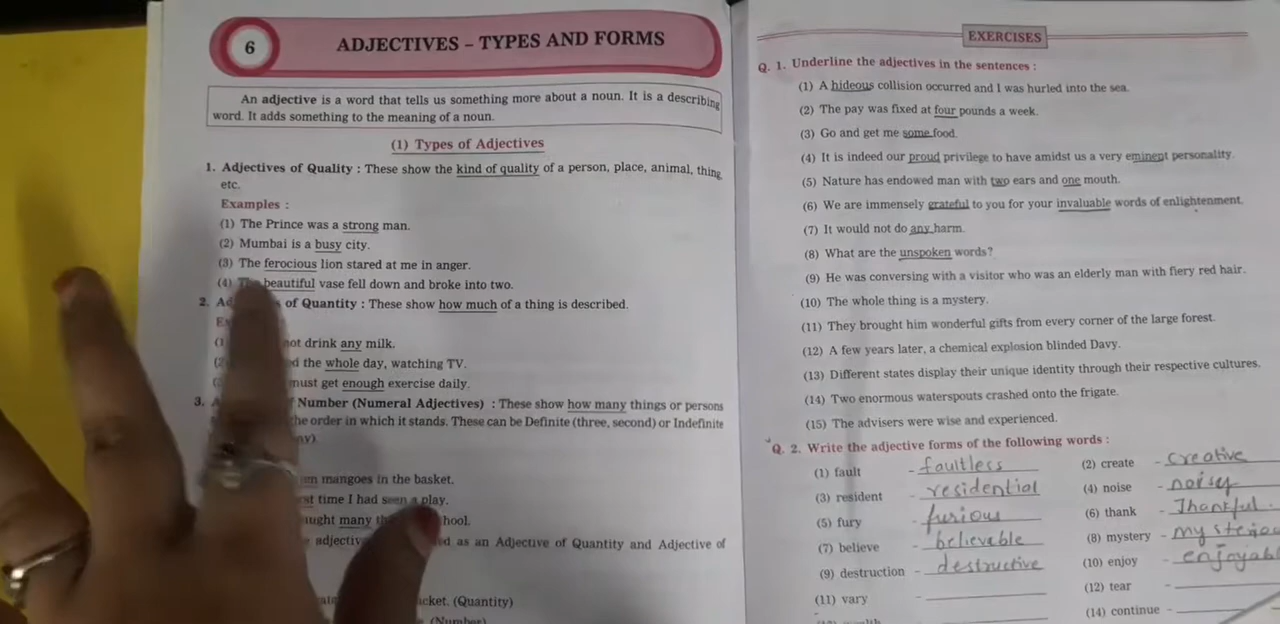 6
ADJECTIVES – TYPES AND FORMS
An adjective is a word that tells us something more about a noun. It is a describing
word. It adds something to the meaning of a noun.
(1) Types of Adjectives
1. Adjectives of Quality : These show the kind of quality of a person, place, animal, thing
etc.
Examples :
(1) The Prince was a strong man.
(2) Mumbai is a busy city.
(3) The ferocious lion stared at me in anger.
(4) The beautiful vase fell down and broke into two.
2. of Quantity : These show how much of a thing is described.
not drink any milk.
the whole day, watching TV.
must get enough exercise daily.
3. Number (Numeral Adjectives) : These show how many things or persons
the order in which it stands. These can be Definite (three, second) or Indefinite
mangoes in the basket.
time I had seen a play.
many
as an Adjective of Quantity and Adjective of
(Quantity)
(Number)
EXERCISES
Q. 1. Underline the adjectives in the sentences :
(1) A hideous collision occurred and I was hurled into the sea.
(2) The pay was fixed at four pounds a week.
(3) Go and get me some food.
(4) It is indeed our proud privilege to have amidst us a very eminent personality.
(5) Nature has endowed man with two ears and one mouth.
(6) We are immensely grateful to you for your invaluable words of enlightenment.
(7) It would not do any harm.
(8) What are the unspoken words?
(9) He was conversing with a visitor who was an elderly man with fiery red hair.
(10) The whole thing is a mystery.
(11) They brought him wonderful gifts from every corner of the large forest.
(12) A few years later, a chemical explosion blinded Davy.
(13) Different states display their unique identity through their respective cultures.
(14) Two enormous waterspouts crashed onto the frigate.
(15) The advisers were wise and experienced.
Q. 2. Write the adjective forms of the following words :
(1) fault - faultless (2) create - creative
(3) resident - residential (4) noise - noisy
(5) fury - furious (6) thank - Thankful.
(7) believe - believable (8) mystery -
(9) destruction - destructive (10) enjoy -
(11) vary - (12) tear -
(14) continue -